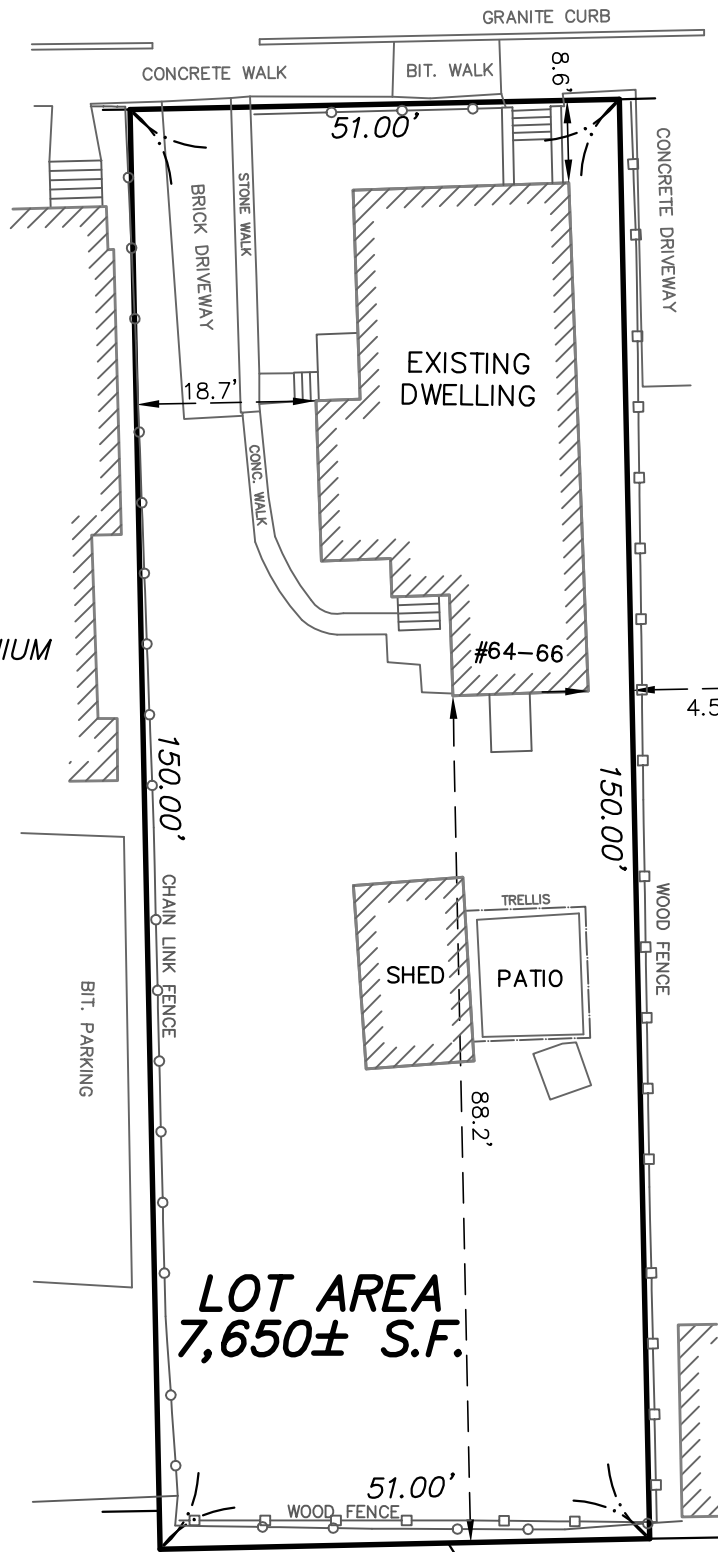 GRANITE CURB
CONCRETE WALK
BIT. WALK
8.6'
51.00'
CONCRETE DRIVEWAY
BRICK DRIVEWAY
STONE WALK
EXISTING
DWELLING
18.7'
CONC. WALK
#64-66
4.5
150.00'
150.00'
CHAIN LINK FENCE
WOOD FENCE
TRELLIS
SHED
PATIO
BIT. PARKING
88.2'
LOT AREA
7,650± S.F.
51.00'
WOOD FENCE